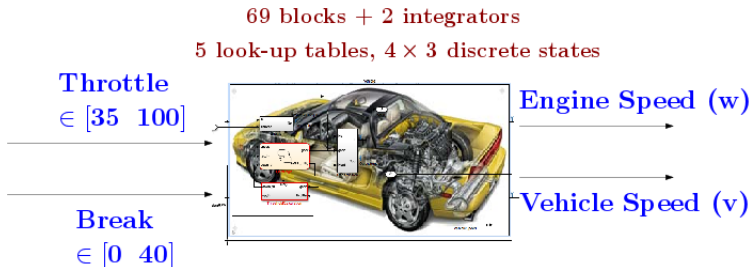 69 blocks + 2 integrators
5 look-up tables, 4 × 3 discrete states
Throttle
∈ [35 100]
Engine Speed (w)
Break
∈ [0 40]
Vehicle Speed (v)